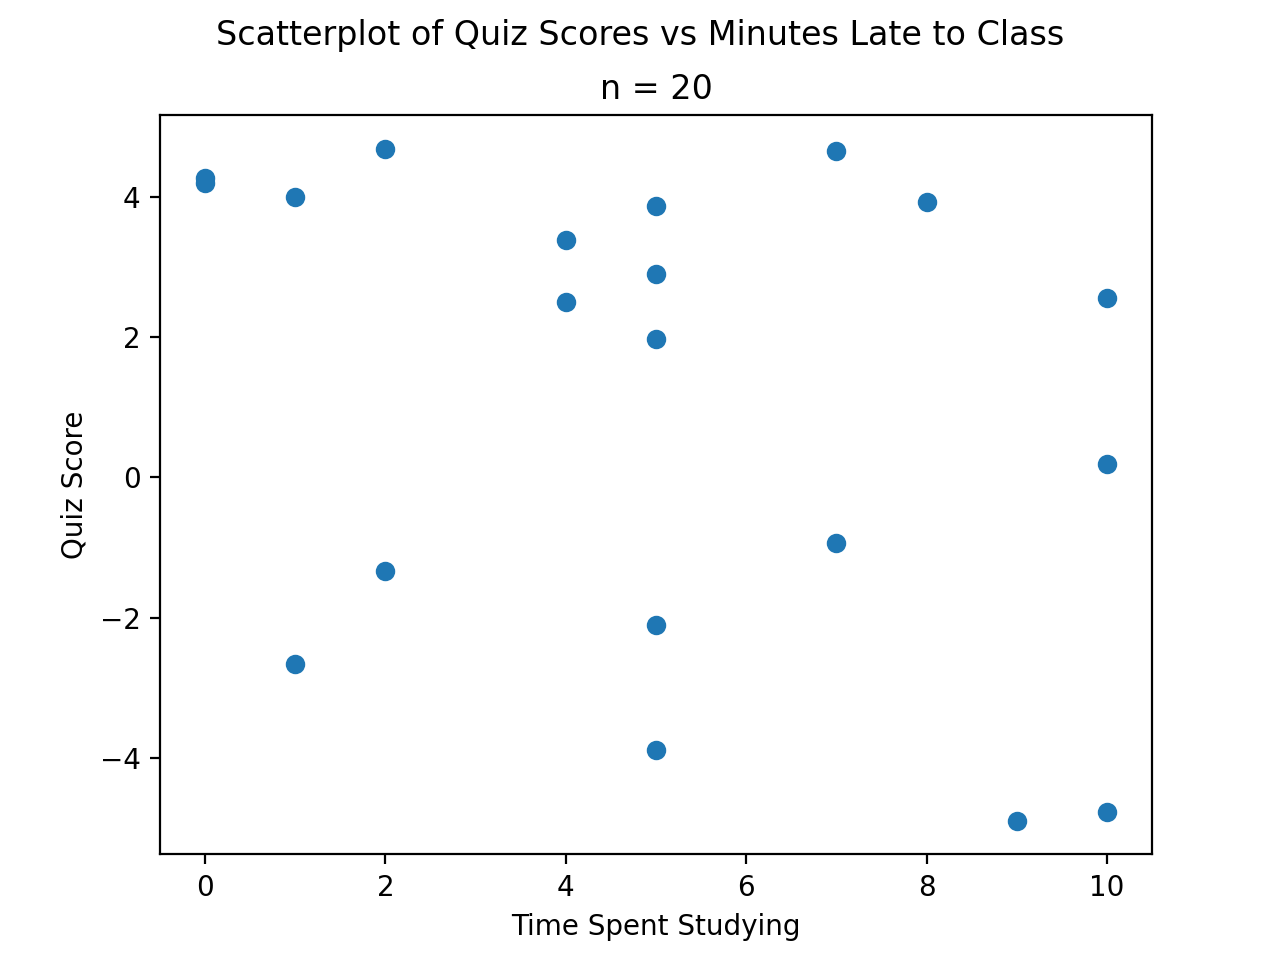 Scatterplot of Quiz Scores vs Minutes Late to Class
n = 20
Quiz Score
4
2
0
−2
−4
0 2 4 6 8 10
Time Spent Studying